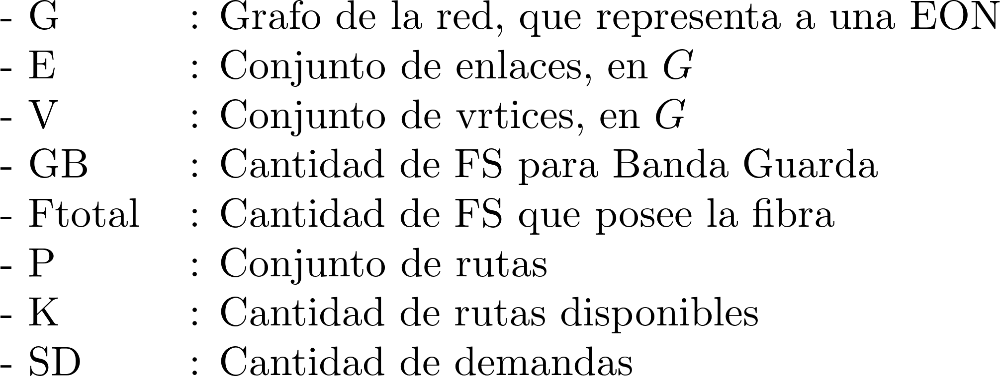 - G : Grafo de la red, que representa a una EON
- E : Conjunto de enlaces, en G
- V : Conjunto de vrtices, en G
- GB : Cantidad de FS para Banda Guarda
- Ftotal : Cantidad de FS que posee la fibra
- P : Conjunto de rutas
- K : Cantidad de rutas disponibles
- SD : Cantidad de demandas